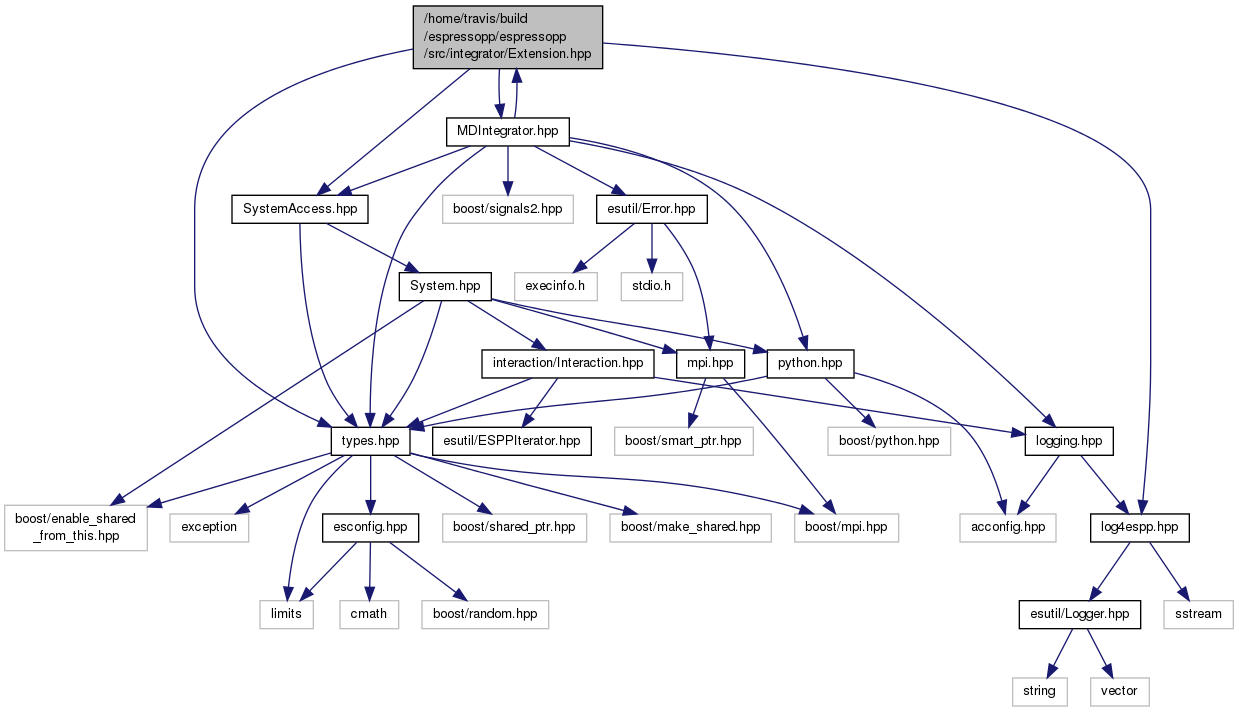 /home/travis/build
/espressopp/espressopp
/src/integrator/Extension.hpp
MDIntegrator.hpp
SystemAccess.hpp
boost/signals2.hpp
esutil/Error.hpp
System.hpp
execinfo.h
stdio.h
interaction/Interaction.hpp
mpi.hpp
python.hpp
types.hpp
esutil/ESPPIterator.hpp
boost/smart_ptr.hpp
boost/python.hpp
logging.hpp
boost/enable_shared
_from_this.hpp
exception
esconfig.hpp
boost/shared_ptr.hpp
boost/make_shared.hpp
boost/mpi.hpp
acconfig.hpp
log4espp.hpp
limits
cmath
boost/random.hpp
esutil/Logger.hpp
sstream
string
vector